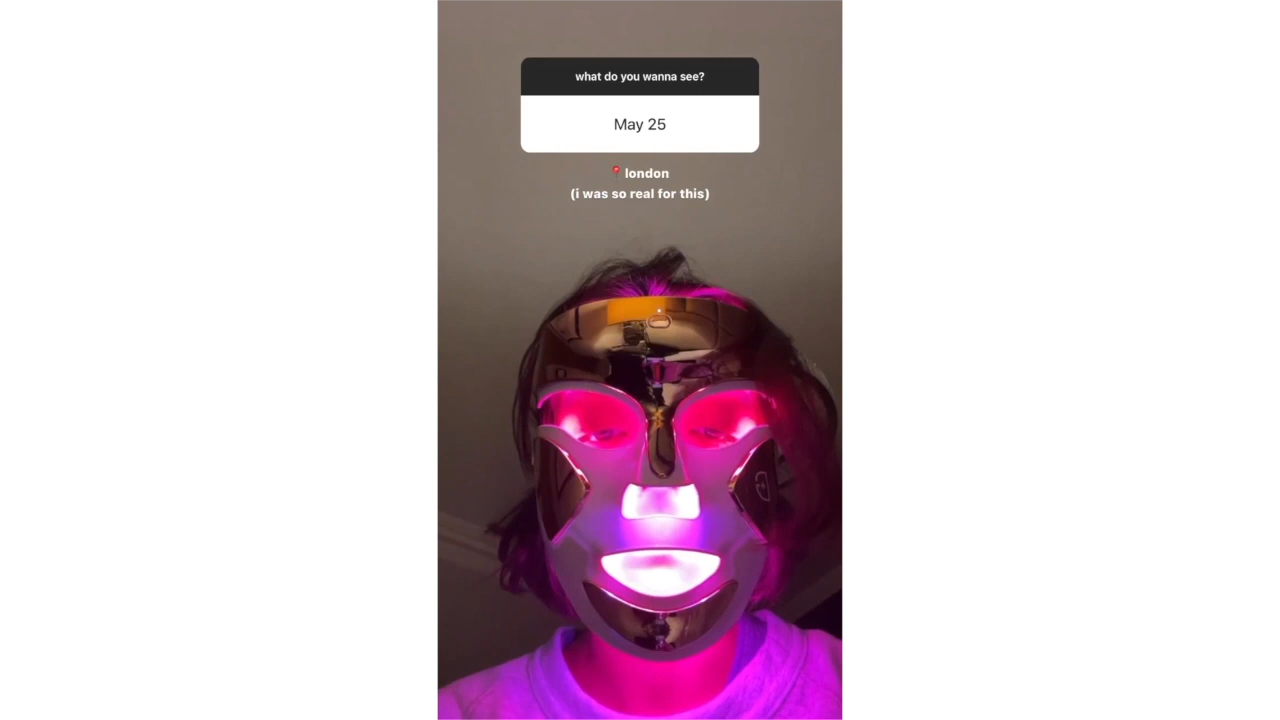 what do you wanna see?
May 25
📍london
(i was so real for this)